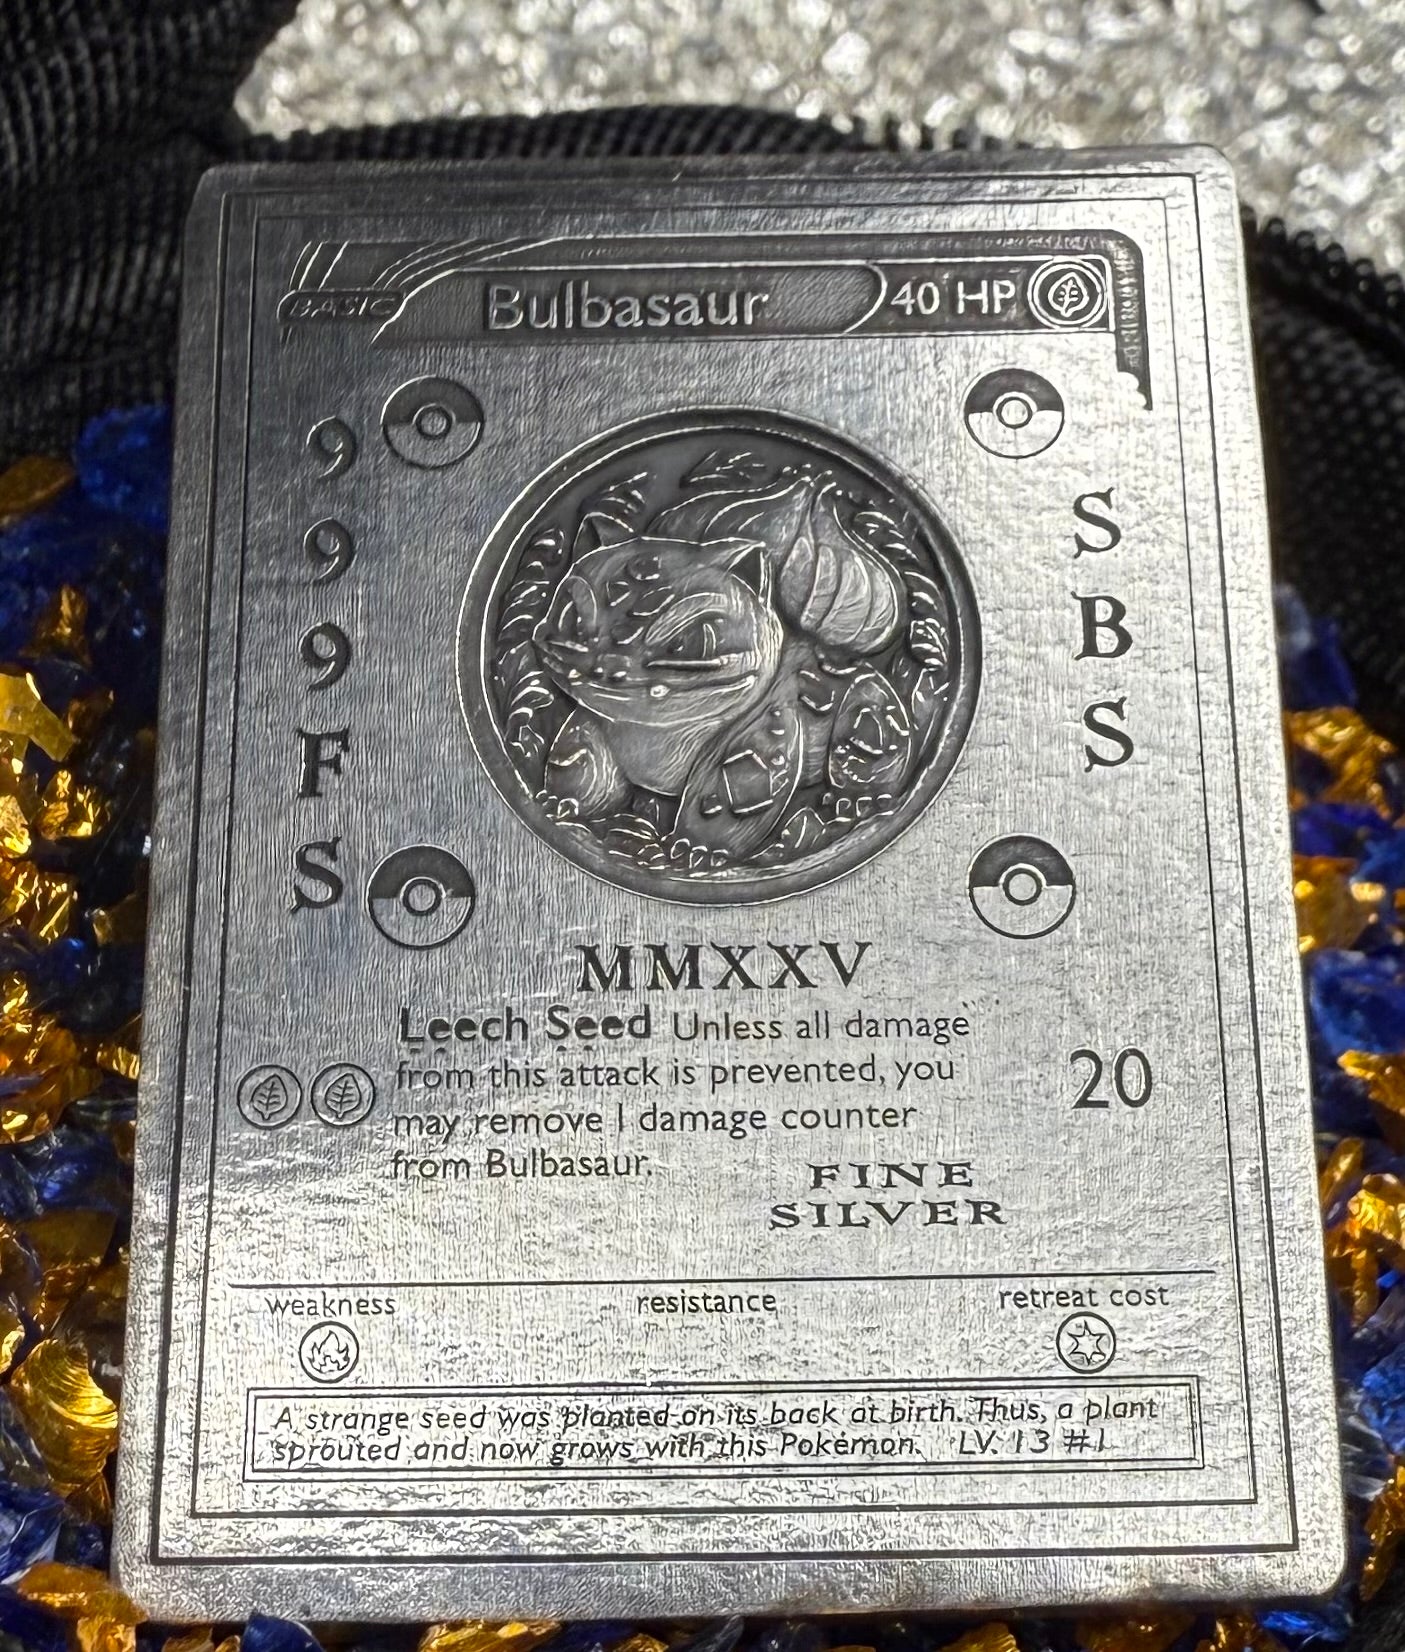 BASIC
Bulbasaur
40 HP
9
9
9
F
S
S
B
S
MMXXV
Leech Seed Unless all damage
from this attack is prevented, you
may remove 1 damage counter
from Bulbasaur.
20
FINE
SILVER
weakness
resistance
retreat cost
A strange seed was planted on its back at birth. Thus, a plant
sprouted and now grows with this Pokémon. LV. 13 #1